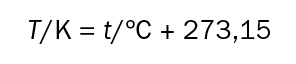 T/K = t/°C + 273,15